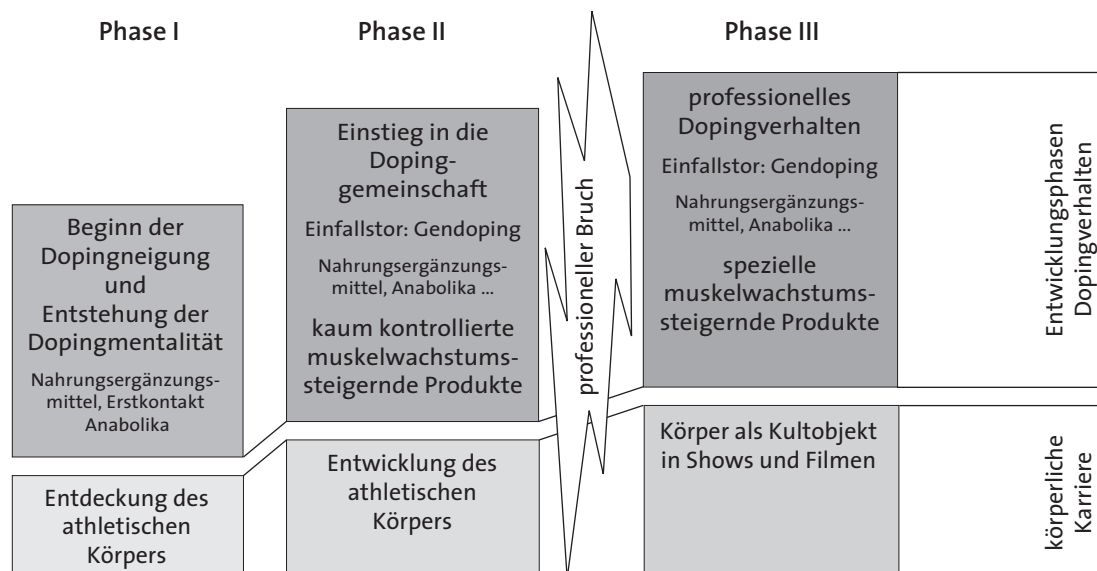 Phase I
Phase II
Phase III
Beginn der
Dopingneigung
und
Entstehung der
Dopingmentalität
Nahrungsergänzungs-
mittel, Erstkontakt
Anabolika
Entdeckung des
athletischen
Körpers
Einstieg in die
Doping-
gemeinschaft
Einfallstor: Gendoping
Nahrungsergänzungs-
mittel, Anabolika ...
kaum kontrollierte
muskelwachstums-
steigernde Produkte
Entwicklung des
athletischen
Körpers
professioneller Bruch
professionelles
Dopingverhalten
Einfallstor: Gendoping
Nahrungsergänzungs-
mittel, Anabolika ...
spezielle
muskelwachstums-
steigernde Produkte
Körper als Kultobjekt
in Shows und Filmen
Entwicklungsphasen
Dopingverhalten
körperliche
Karriere